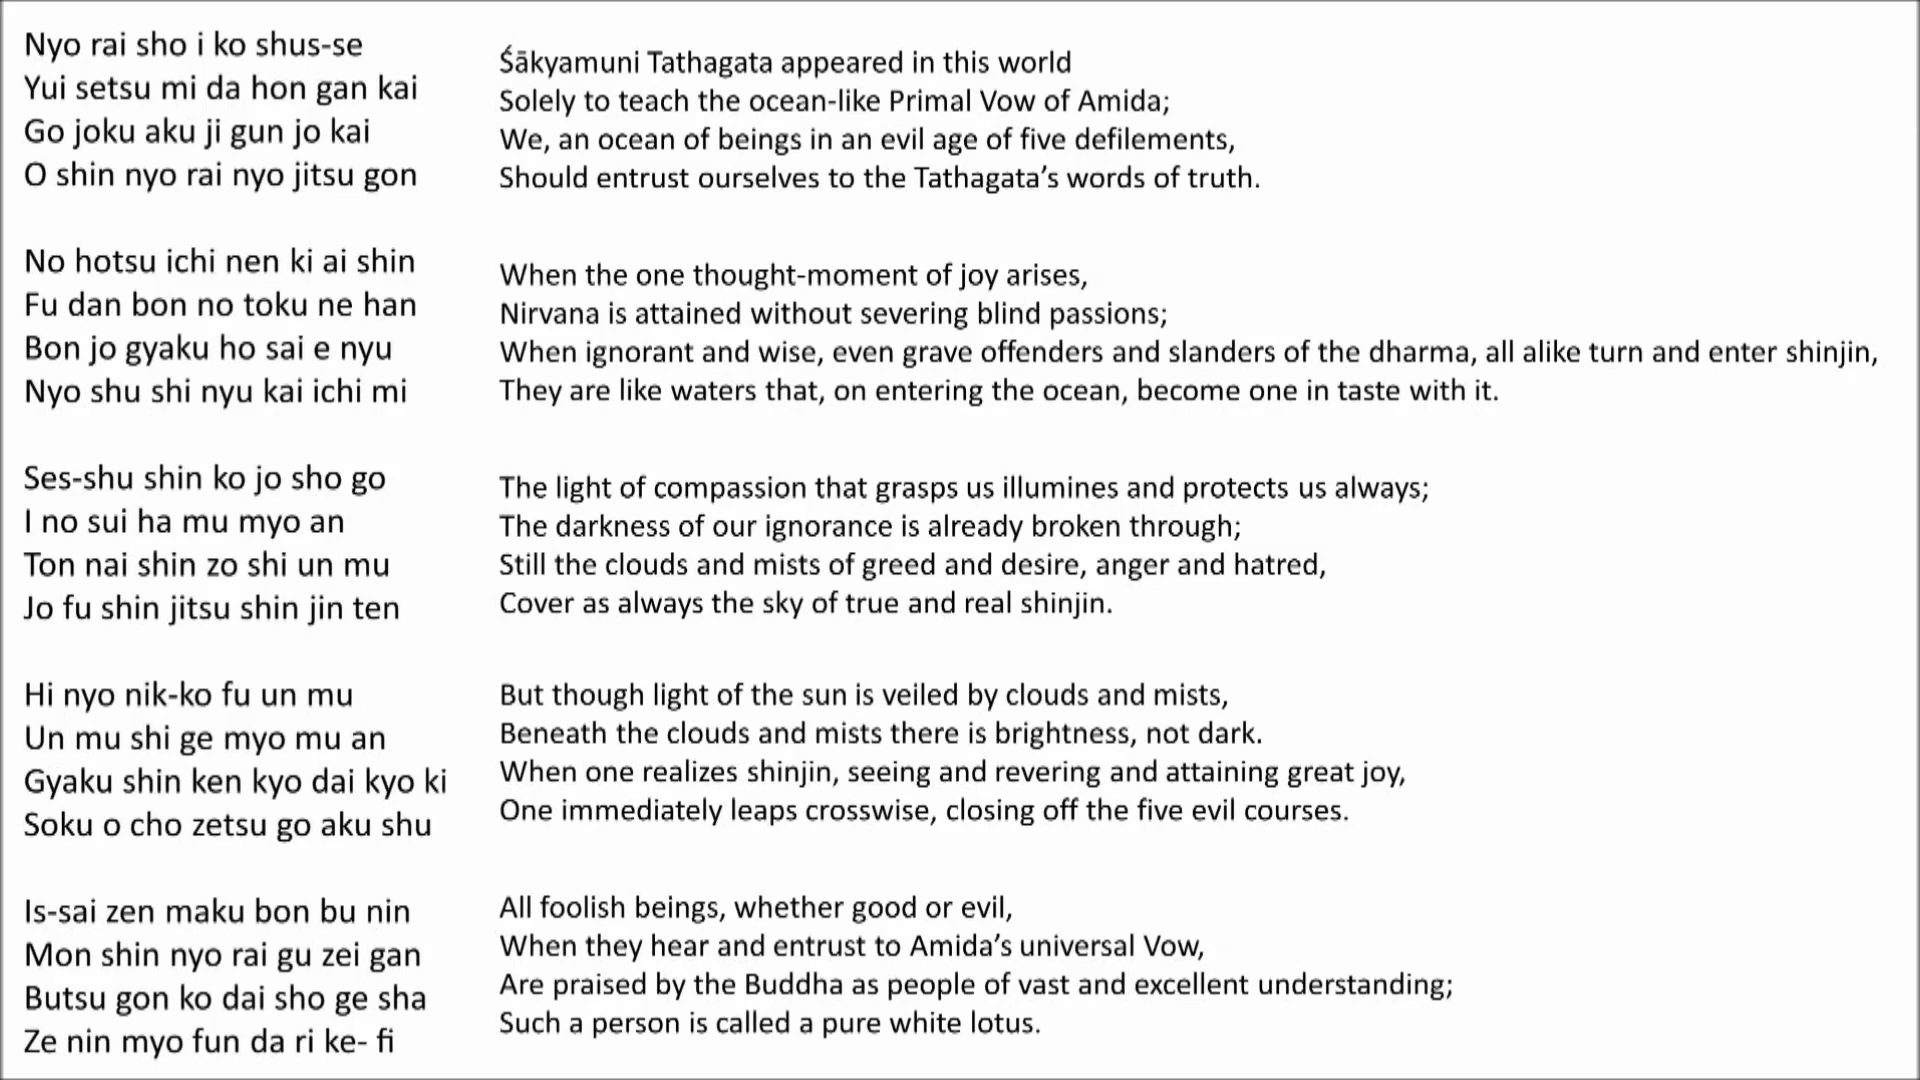 Nyo rai sho i ko shus-se
Yui setsu mi da hon gan kai
Go joku aku ji gun jo kai
O shin nyo rai nyo jitsu gon
Śākyamuni Tathagata appeared in this world
Solely to teach the ocean-like Primal Vow of Amida;
We, an ocean of beings in an evil age of five defilements,
Should entrust ourselves to the Tathagata’s words of truth.
No hotsu ichi nen ki ai shin
Fu dan bon no toku ne han
Bon jo gyaku ho sai e nyu
Nyo shu shi nyu kai ichi mi
When the one thought-moment of joy arises,
Nirvana is attained without severing blind passions;
When ignorant and wise, even grave offenders and slanders of the dharma, all alike turn and enter shinjin,
They are like waters that, on entering the ocean, become one in taste with it.
Ses-shu shin ko jo sho go
I no sui ha mu myo an
Ton nai shin zo shi un mu
Jo fu shin jitsu shin jin ten
The light of compassion that grasps us illumines and protects us always;
The darkness of our ignorance is already broken through;
Still the clouds and mists of greed and desire, anger and hatred,
Cover as always the sky of true and real shinjin.
Hi nyo nik-ko fu un mu
Un mu shi ge myo mu an
Gyaku shin ken kyo dai kyo ki
Soku o cho zetsu go aku shu
But though light of the sun is veiled by clouds and mists,
Beneath the clouds and mists there is brightness, not dark.
When one realizes shinjin, seeing and revering and attaining great joy,
One immediately leaps crosswise, closing off the five evil courses.
Is-sai zen maku bon bu nin
Mon shin nyo rai gu zei gan
Butsu gon ko dai sho ge sha
Ze nin myo fun da ri ke- fi
All foolish beings, whether good or evil,
When they hear and entrust to Amida’s universal Vow,
Are praised by the Buddha as people of vast and excellent understanding;
Such a person is called a pure white lotus.